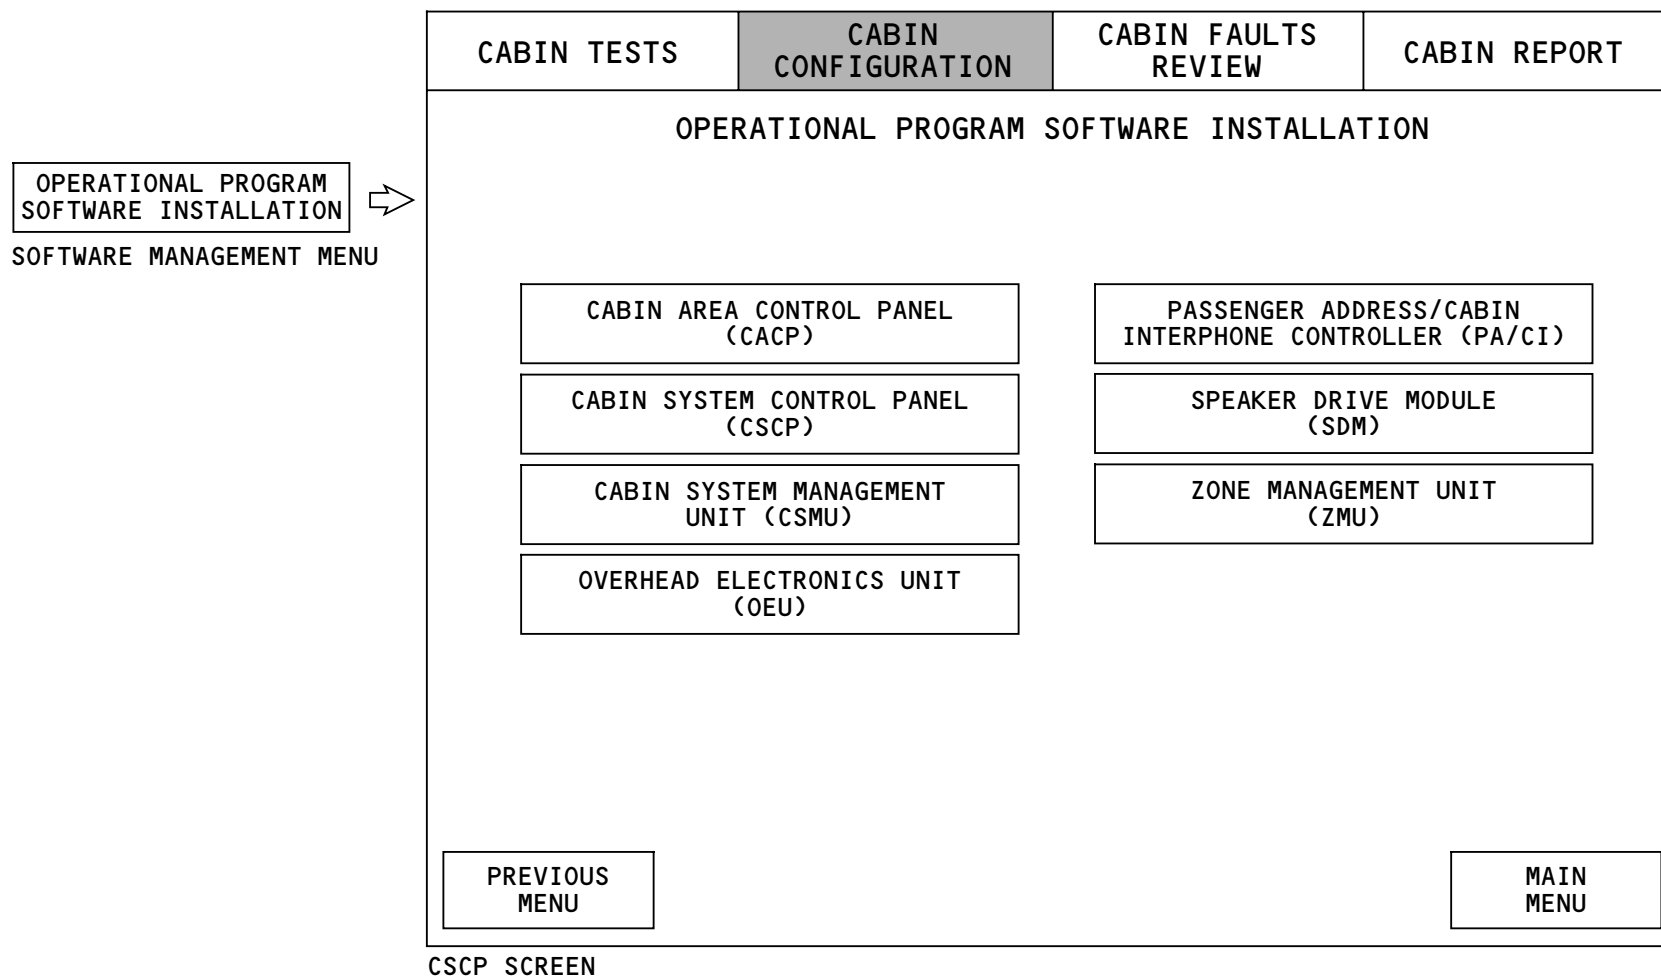 CABIN TESTS
CABIN
CONFIGURATION
CABIN FAULTS
REVIEW
CABIN REPORT
OPERATIONAL PROGRAM SOFTWARE INSTALLATION
OPERATIONAL PROGRAM
SOFTWARE INSTALLATION
SOFTWARE MANAGEMENT MENU
CABIN AREA CONTROL PANEL
(CACP)
PASSENGER ADDRESS/CABIN
INTERPHONE CONTROLLER (PA/CI)
CABIN SYSTEM CONTROL PANEL
(CSCP)
SPEAKER DRIVE MODULE
(SDM)
CABIN SYSTEM MANAGEMENT
UNIT (CSMU)
ZONE MANAGEMENT UNIT
(ZMU)
OVERHEAD ELECTRONICS UNIT
(OEU)
PREVIOUS
MENU
MAIN
MENU
CSCP SCREEN